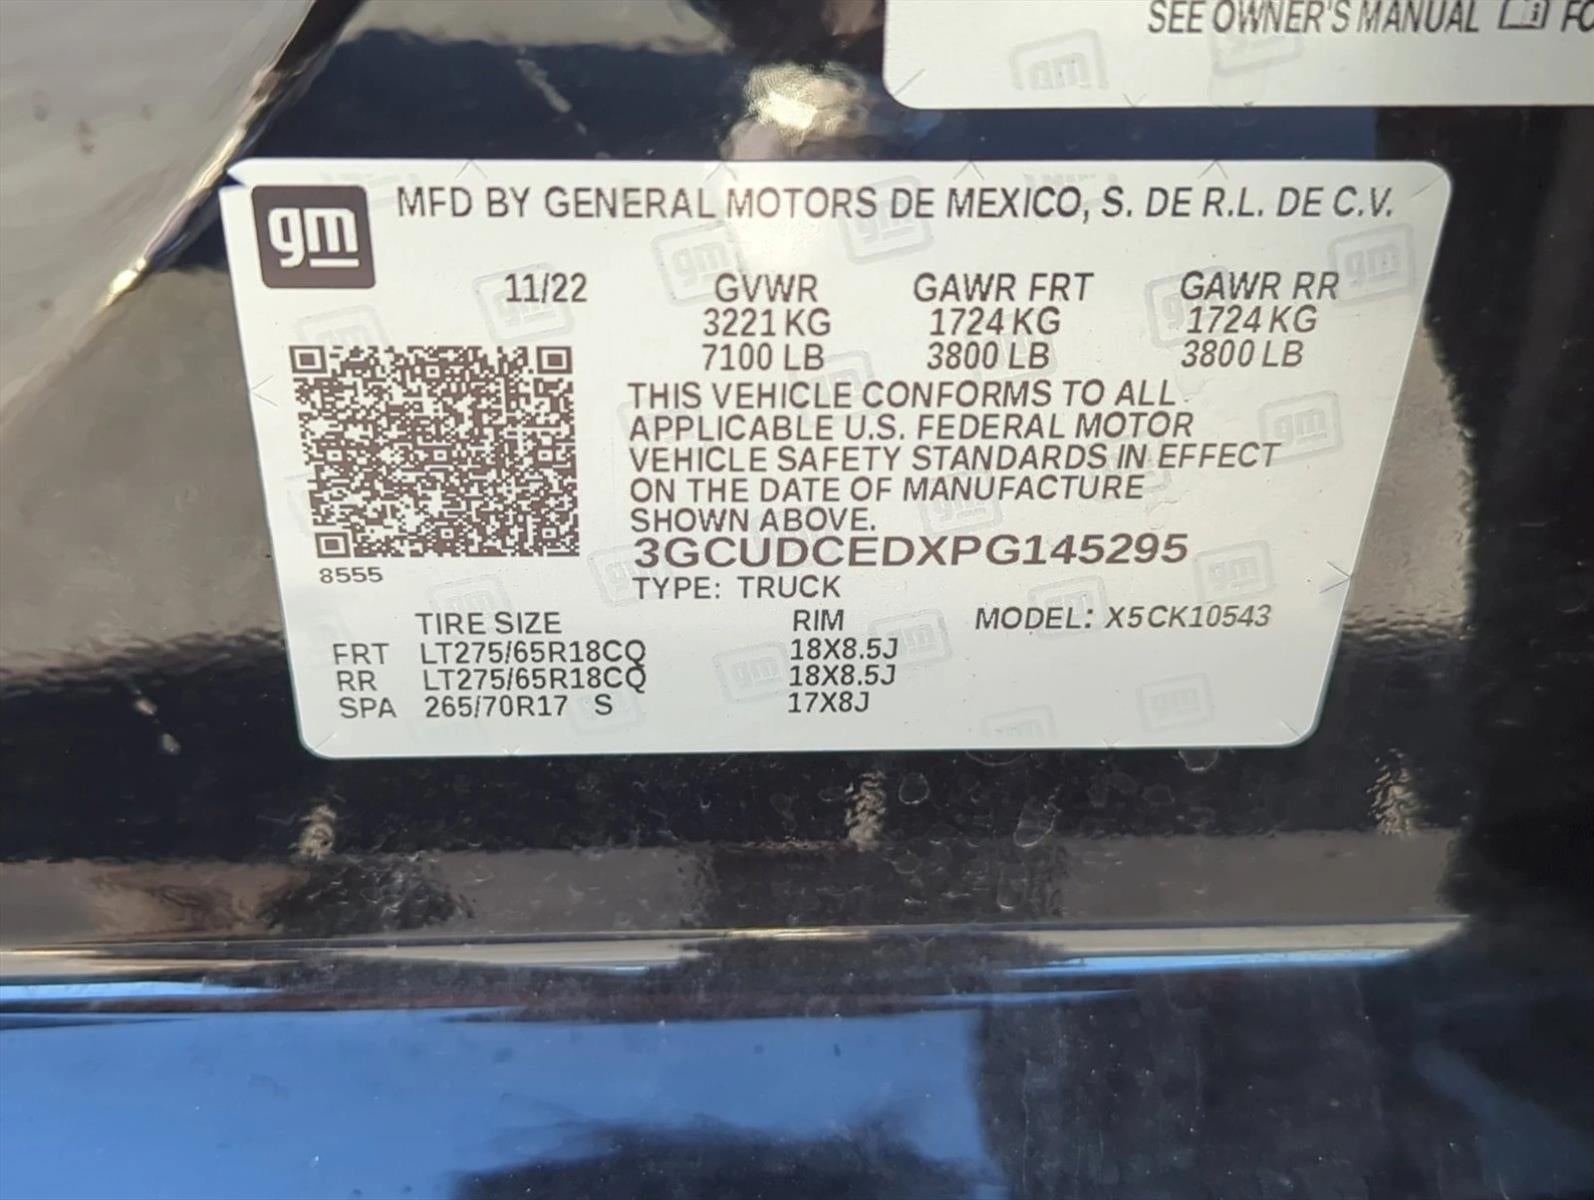 SEE OWNER'S MANUAL
gm MFD BY GENERAL MOTORS DE MEXICO, S. DE R.L. DE C.V.
11/22 GVWR GAWR FRT GAWR RR
3221 KG 1724 KG 1724 KG
7100 LB 3800 LB 3800 LB
THIS VEHICLE CONFORMS TO ALL
APPLICABLE U.S. FEDERAL MOTOR
VEHICLE SAFETY STANDARDS IN EFFECT
ON THE DATE OF MANUFACTURE
SHOWN ABOVE.
3GCUDCEDXPG145295
8555
TYPE: TRUCK
TIRE SIZE RIM MODEL: X5CK10543
FRT LT275/65R18CQ 18X8.5J
RR LT275/65R18CQ 18X8.5J
SPA 265/70R17 S 17X8J